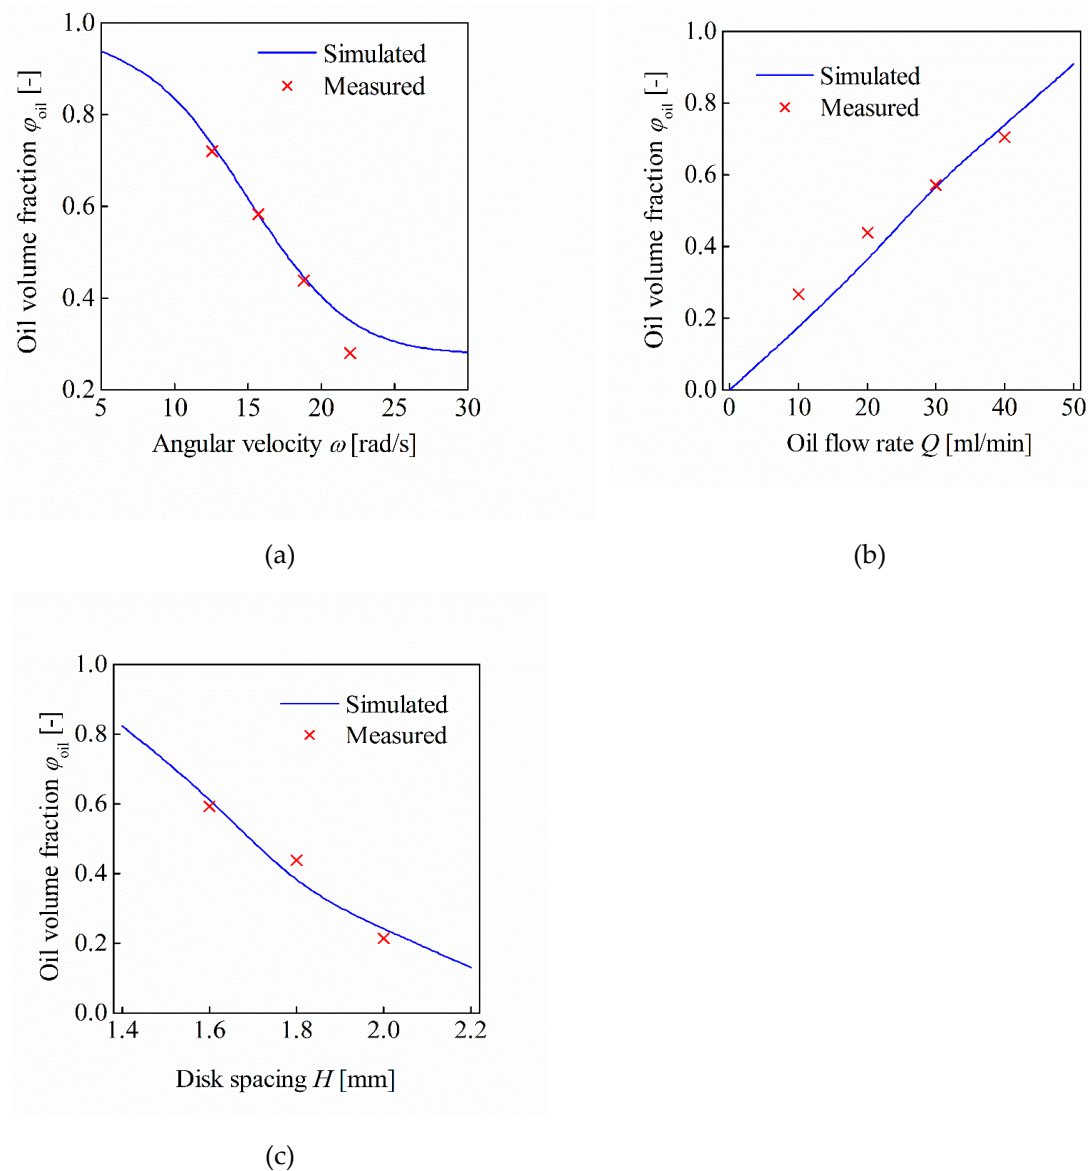 1.0
0.8
0.6
0.4
0.2
5 10 15 20 25 30
Oil volume fraction φoil [-]
Angular velocity ω [rad/s]
Simulated
Measured
(a)
1.0
0.8
0.6
0.4
0.2
0.0
0 10 20 30 40 50
Oil volume fraction φoil [-]
Oil flow rate Q [ml/min]
Simulated
Measured
(b)
1.0
0.8
0.6
0.4
0.2
0.0
1.4 1.6 1.8 2.0 2.2
Oil volume fraction φoil [-]
Disk spacing H [mm]
Simulated
Measured
(c)